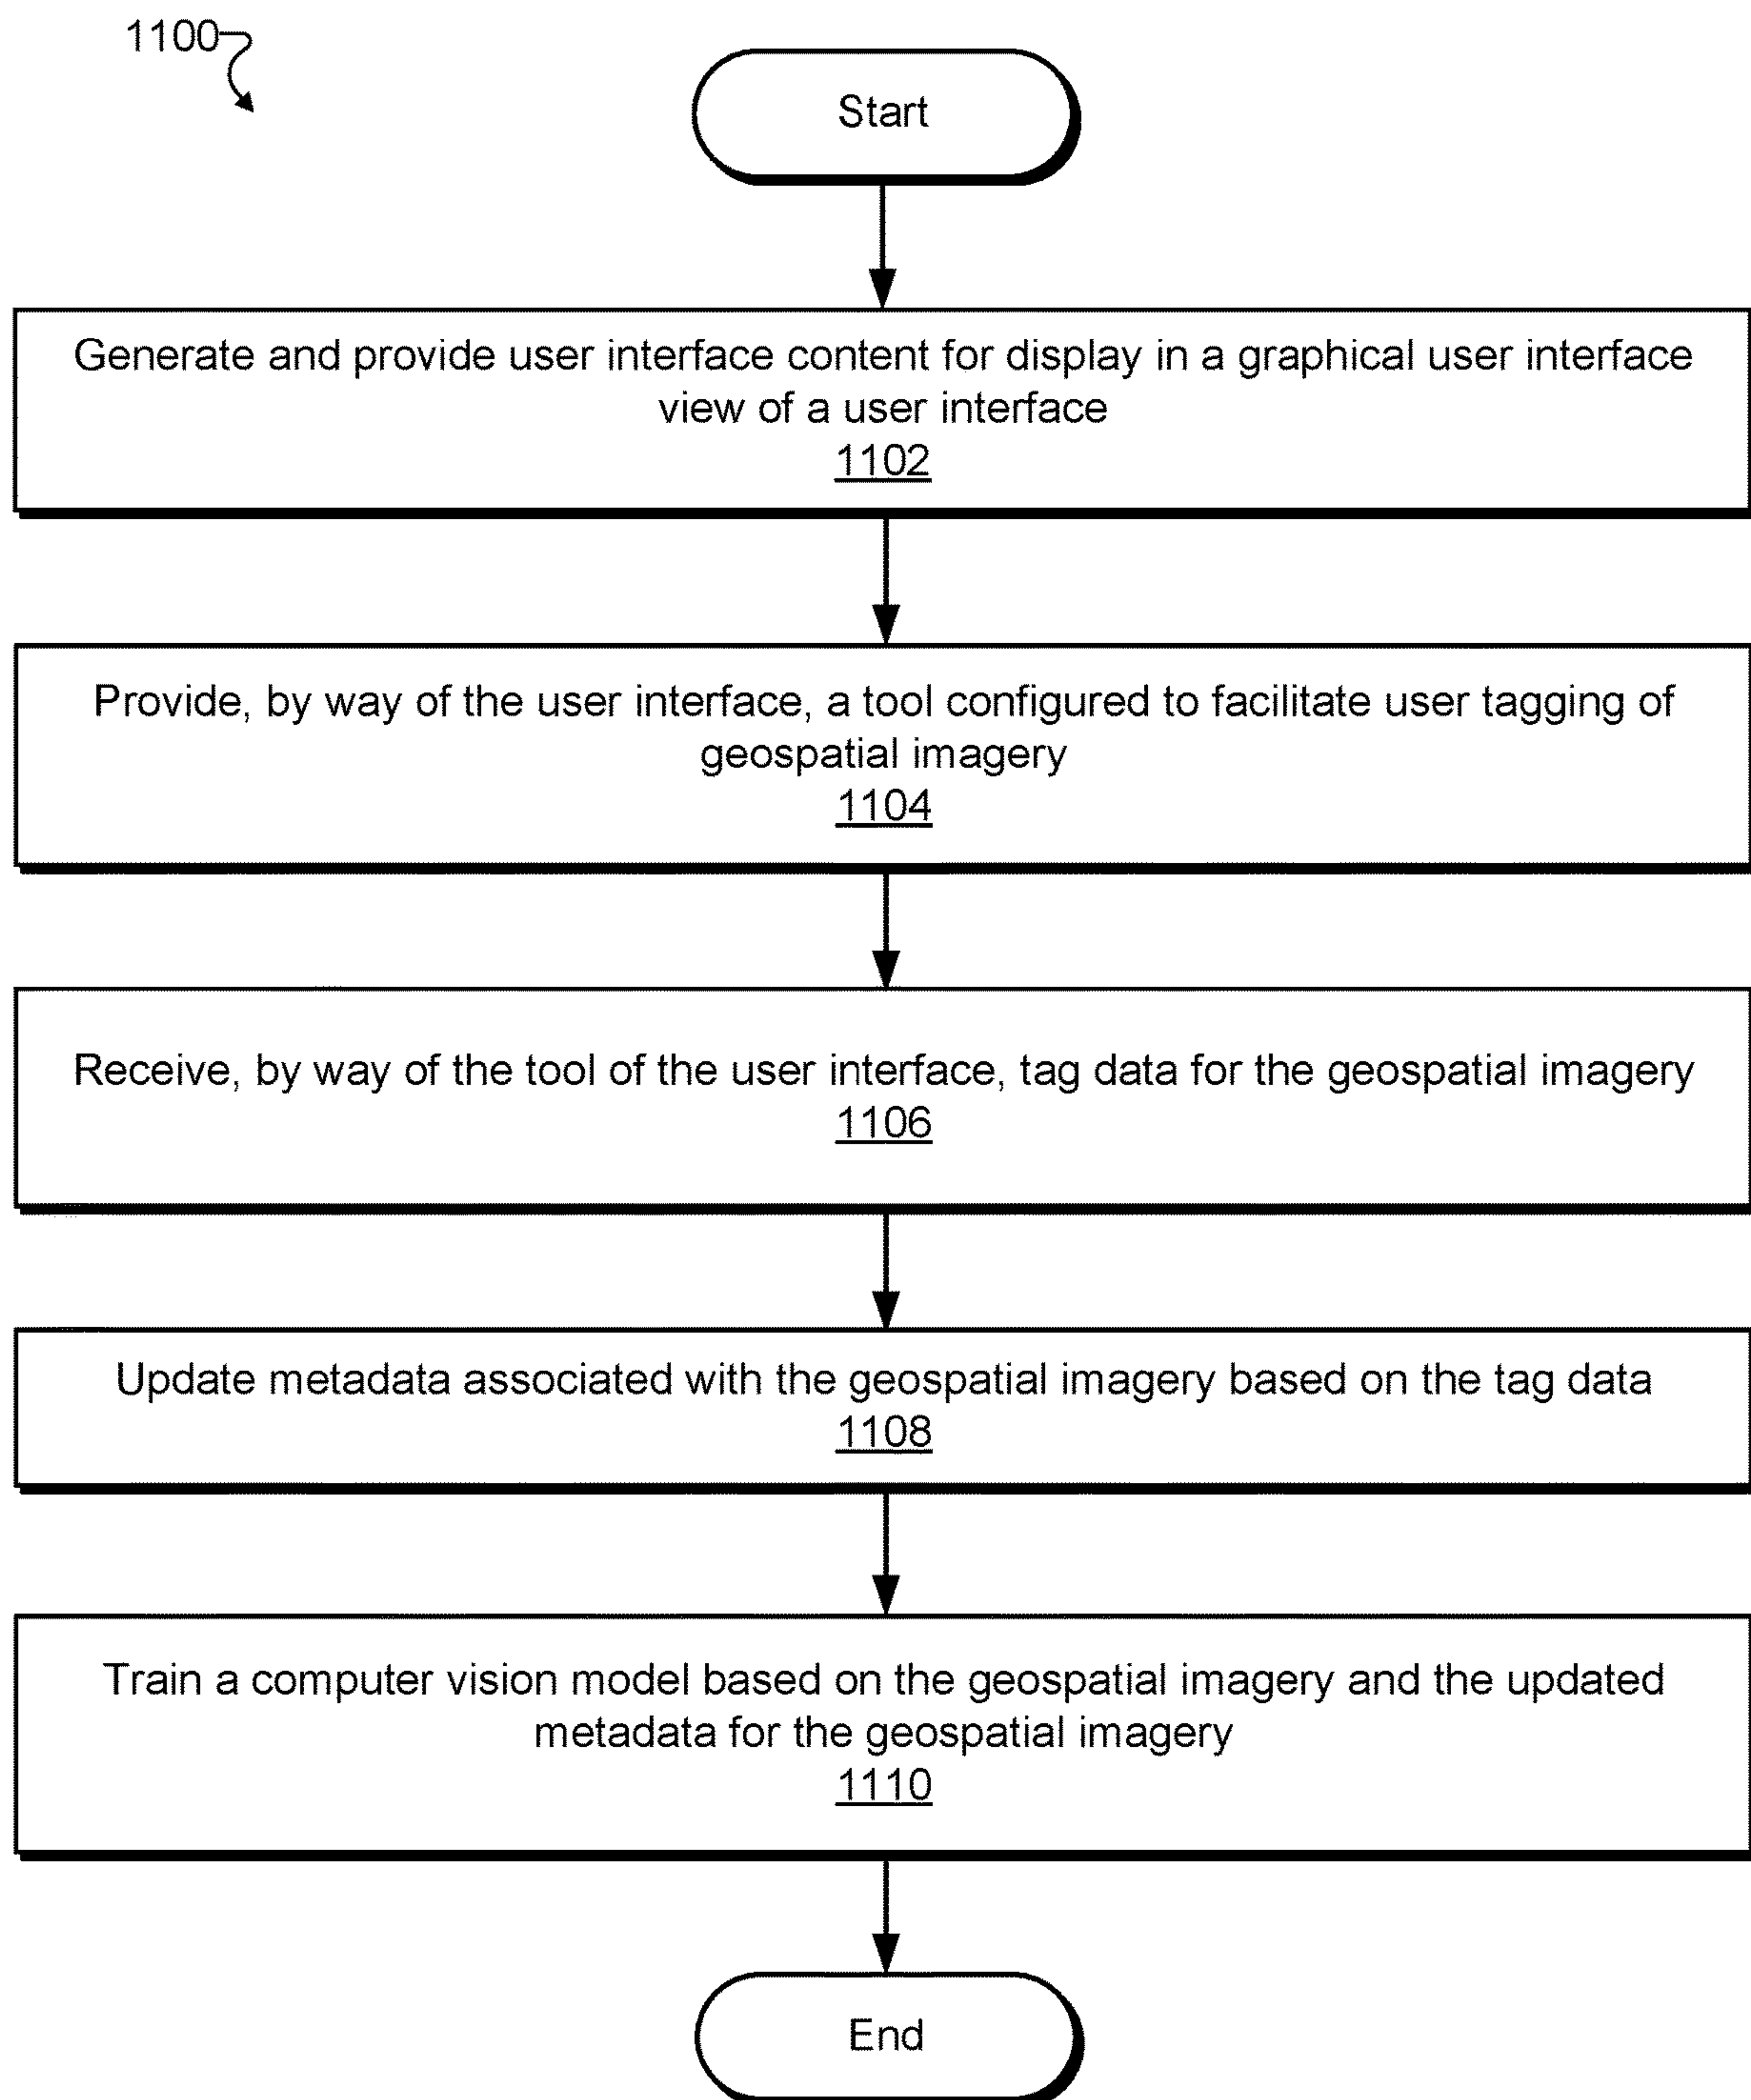 1100
Start
Generate and provide user interface content for display in a graphical user interface
view of a user interface
1102
Provide, by way of the user interface, a tool configured to facilitate user tagging of
geospatial imagery
1104
Receive, by way of the tool of the user interface, tag data for the geospatial imagery
1106
Update metadata associated with the geospatial imagery based on the tag data
1108
Train a computer vision model based on the geospatial imagery and the updated
metadata for the geospatial imagery
1110
End